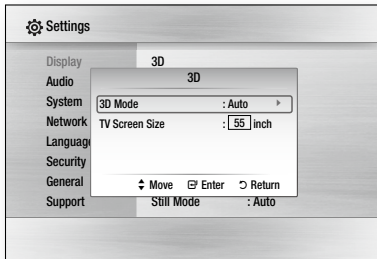 Settings
Display 3D
Audio
System
Network
Language
Security
General
Support Still Mode : Auto
3D
3D Mode : Auto
TV Screen Size : 55 inch
Move Enter Return